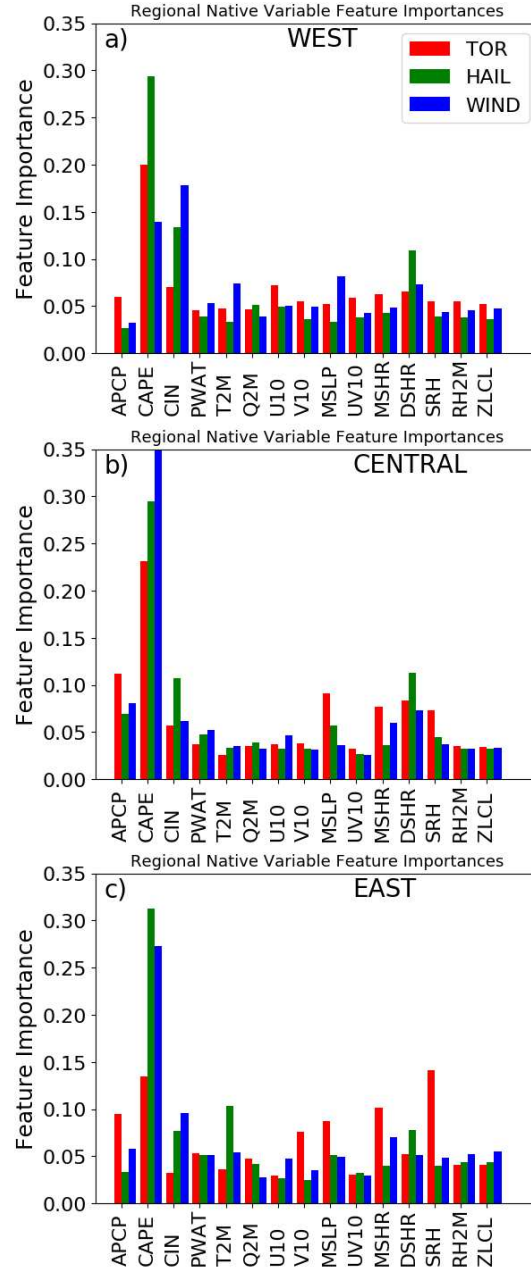 Regional Native Variable Feature Importances
a)
WEST
TOR
HAIL
WIND
Feature Importance
0.35
0.30
0.25
0.20
0.15
0.10
0.05
0.00
APCP
CAPE
CIN
PWAT
T2M
Q2M
U10
V10
MSLP
UV10
MSHR
DSHR
SRH
RH2M
ZLCL
Regional Native Variable Feature Importances
b)
CENTRAL
Feature Importance
0.35
0.30
0.25
0.20
0.15
0.10
0.05
0.00
APCP
CAPE
CIN
PWAT
T2M
Q2M
U10
V10
MSLP
UV10
MSHR
DSHR
SRH
RH2M
ZLCL
Regional Native Variable Feature Importances
c)
EAST
Feature Importance
0.35
0.30
0.25
0.20
0.15
0.10
0.05
0.00
APCP
CAPE
CIN
PWAT
T2M
Q2M
U10
V10
MSLP
UV10
MSHR
DSHR
SRH
RH2M
ZLCL